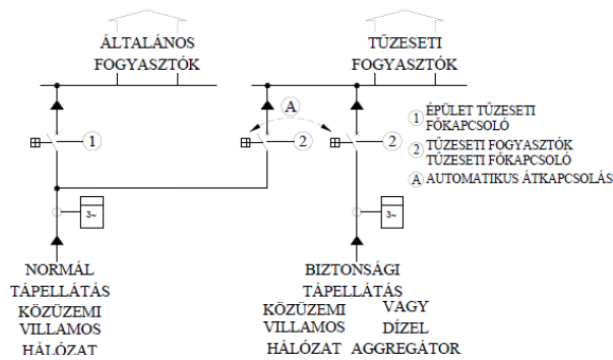 ÁLTALÁNOS
FOGYASZTÓK
TŰZESETI
FOGYASZTÓK
A
1
2
2
1 ÉPÜLET TŰZESETI
FŐKAPCSOLÓ
2 TŰZESETI FOGYASZTÓK
TŰZESETI FŐKAPCSOLÓ
A AUTOMATIKUS ÁTKAPCSOLÁS
3~
3~
NORMÁL
TÁPELLÁTÁS
KÖZÜZEMI
VILLAMOS
HÁLÓZAT
BIZTONSÁGI
TÁPELLÁTÁS
KÖZÜZEMI
VILLAMOS
HÁLÓZAT
VAGY
DÍZEL
AGGREGÁTOR